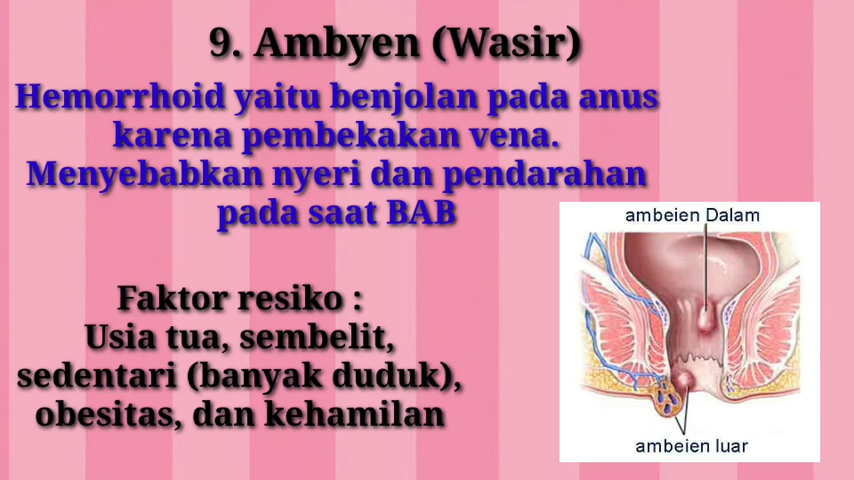 9. Ambyen (Wasir)
Hemorrhoid yaitu benjolan pada anus
karena pembekakan vena.
Menyebabkan nyeri dan pendarahan
pada saat BAB
Faktor resiko :
Usia tua, sembelit,
sedentari (banyak duduk),
obesitas, dan kehamilan
ambeien Dalam
ambeien luar